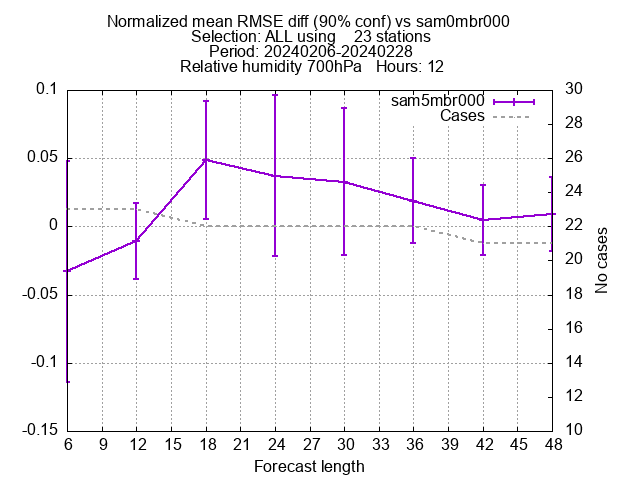 Normalized mean RMSE diff (90% conf) vs sam0mbr000
Selection: ALL using    23 stations
Period: 20240206-20240228
Relative humidity 700hPa   Hours: 12
sam5mbr000
Cases
0.1
0.05
0
-0.05
-0.1
-0.15
30
28
26
24
22
20
18
16
14
12
10
No cases
6 9 12 15 18 21 24 27 30 33 36 39 42 45 48
Forecast length